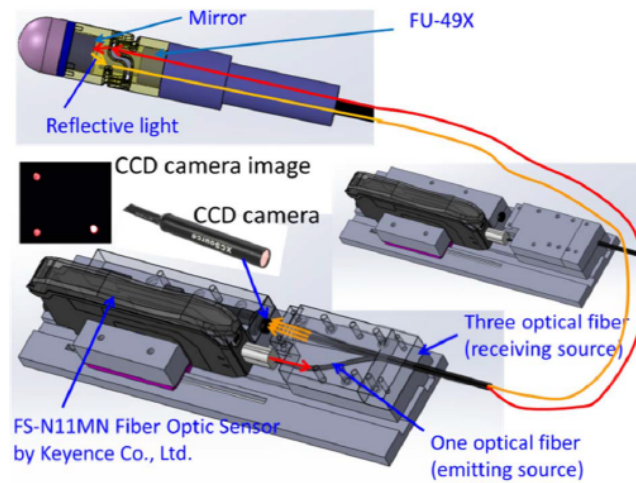 Mirror
FU-49X
Reflective light
CCD camera image
CCD camera
XCSource
Three optical fiber
(receiving source)
FS-N11MN Fiber Optic Sensor
by Keyence Co., Ltd.
One optical fiber
(emitting source)